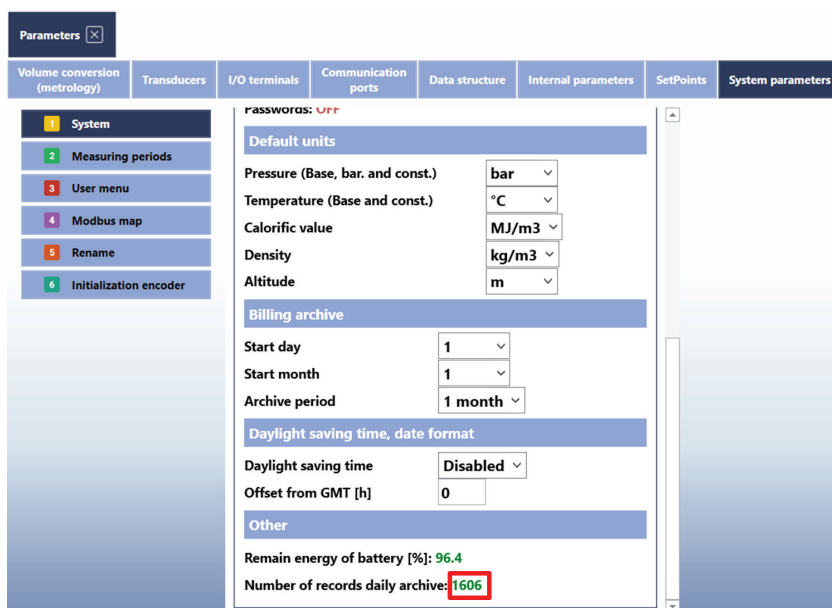 Parameters
Volume conversion (metrology) Transducers I/O terminals Communication ports Data structure Internal parameters SetPoints System parameters
1 System
2 Measuring periods
3 User menu
4 Modbus map
5 Rename
6 Initialization encoder
Passwords: OFF
Default units
Pressure (Base, bar. and const.) bar
Temperature (Base and const.) °C
Calorific value MJ/m3
Density kg/m3
Altitude m
Billing archive
Start day 1
Start month 1
Archive period 1 month
Daylight saving time, date format
Daylight saving time Disabled
Offset from GMT [h] 0
Other
Remain energy of battery [%]: 96.4
Number of records daily archive: 1606